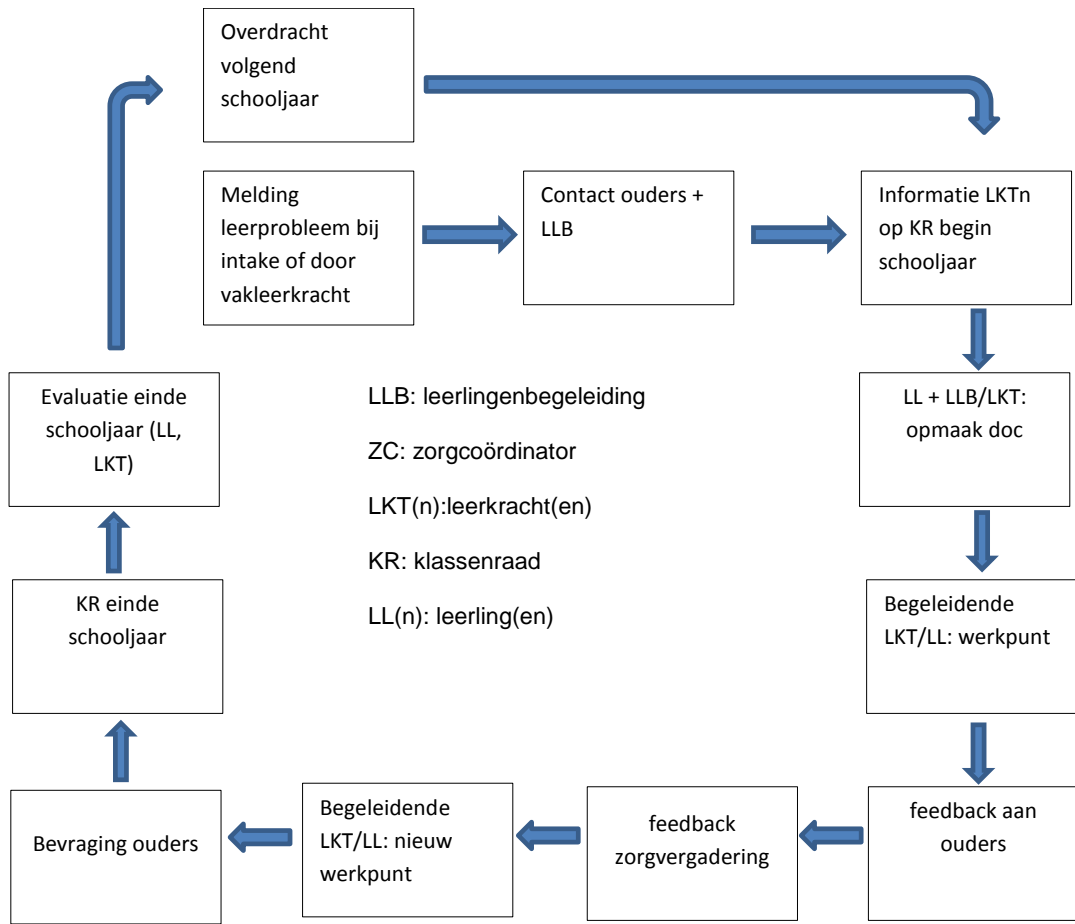 Overdracht
volgend
schooljaar
Melding
leerprobleem bij
intake of door
vakleerkracht
Contact ouders +
LLB
Informatie LKTn
op KR begin
schooljaar
LL + LLB/LKT:
opmaak doc
Begeleidende
LKT/LL: werkpunt
feedback aan
ouders
feedback
zorgvergadering
Begeleidende
LKT/LL: nieuw
werkpunt
Bevraging ouders
KR einde
schooljaar
Evaluatie einde
schooljaar (LL,
LKT)
LLB: leerlingenbegeleiding
ZC: zorgcoördinator
LKT(n):leerkracht(en)
KR: klassenraad
LL(n): leerling(en)